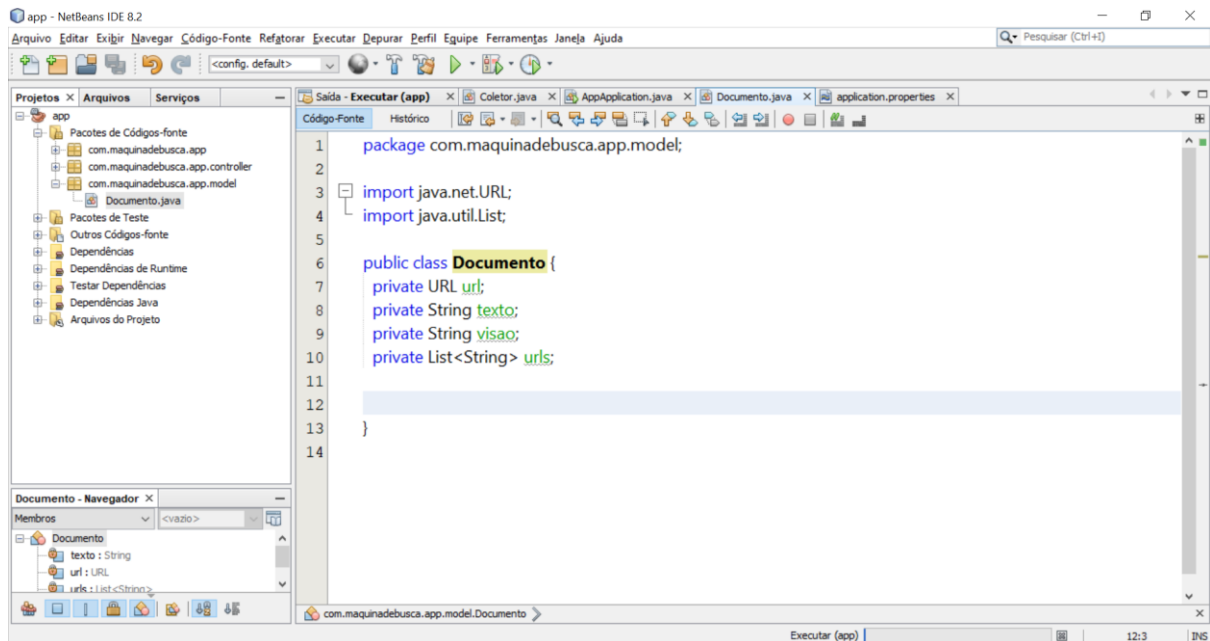 app - NetBeans IDE 8.2
Arquivo Editar Exibir Navegar Código-Fonte Refatorar Executar Depurar Perfil Equipe Ferramentas Janela Ajuda
Pesquisar (Ctrl+I)
<config. default>
Projetos Arquivos Serviços
Saída - Executar (app) Coletor.java AppApplication.java Documento.java application.properties
Código-Fonte Histórico
app
Pacotes de Códigos-fonte
com.maquinadebusca.app
com.maquinadebusca.app.controller
com.maquinadebusca.app.model
Documento.java
Pacotes de Teste
Outros Códigos-fonte
Dependências
Dependências de Runtime
Testar Dependências
Dependências Java
Arquivos do Projeto
1 package com.maquinadebusca.app.model;
2
3 import java.net.URL;
4 import java.util.List;
5
6 public class Documento {
7 private URL url;
8 private String texto;
9 private String visao;
10 private List<String> urls;
11
12
13 }
14
Documento - Navegador
Membros <vazio>
Documento
texto : String
url : URL
urls : List<String>
com.maquinadebusca.app.model.Documento
Executar (app) 12:3 INS